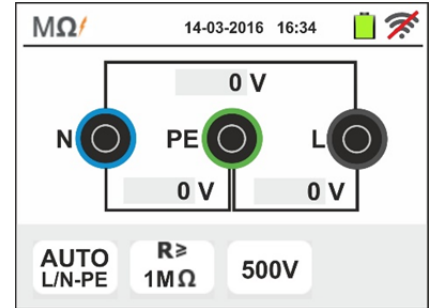 MΩ 14-03-2016 16:34
0 V
N PE L
0 V 0 V
AUTO R≥ 500V
L/N-PE 1MΩ